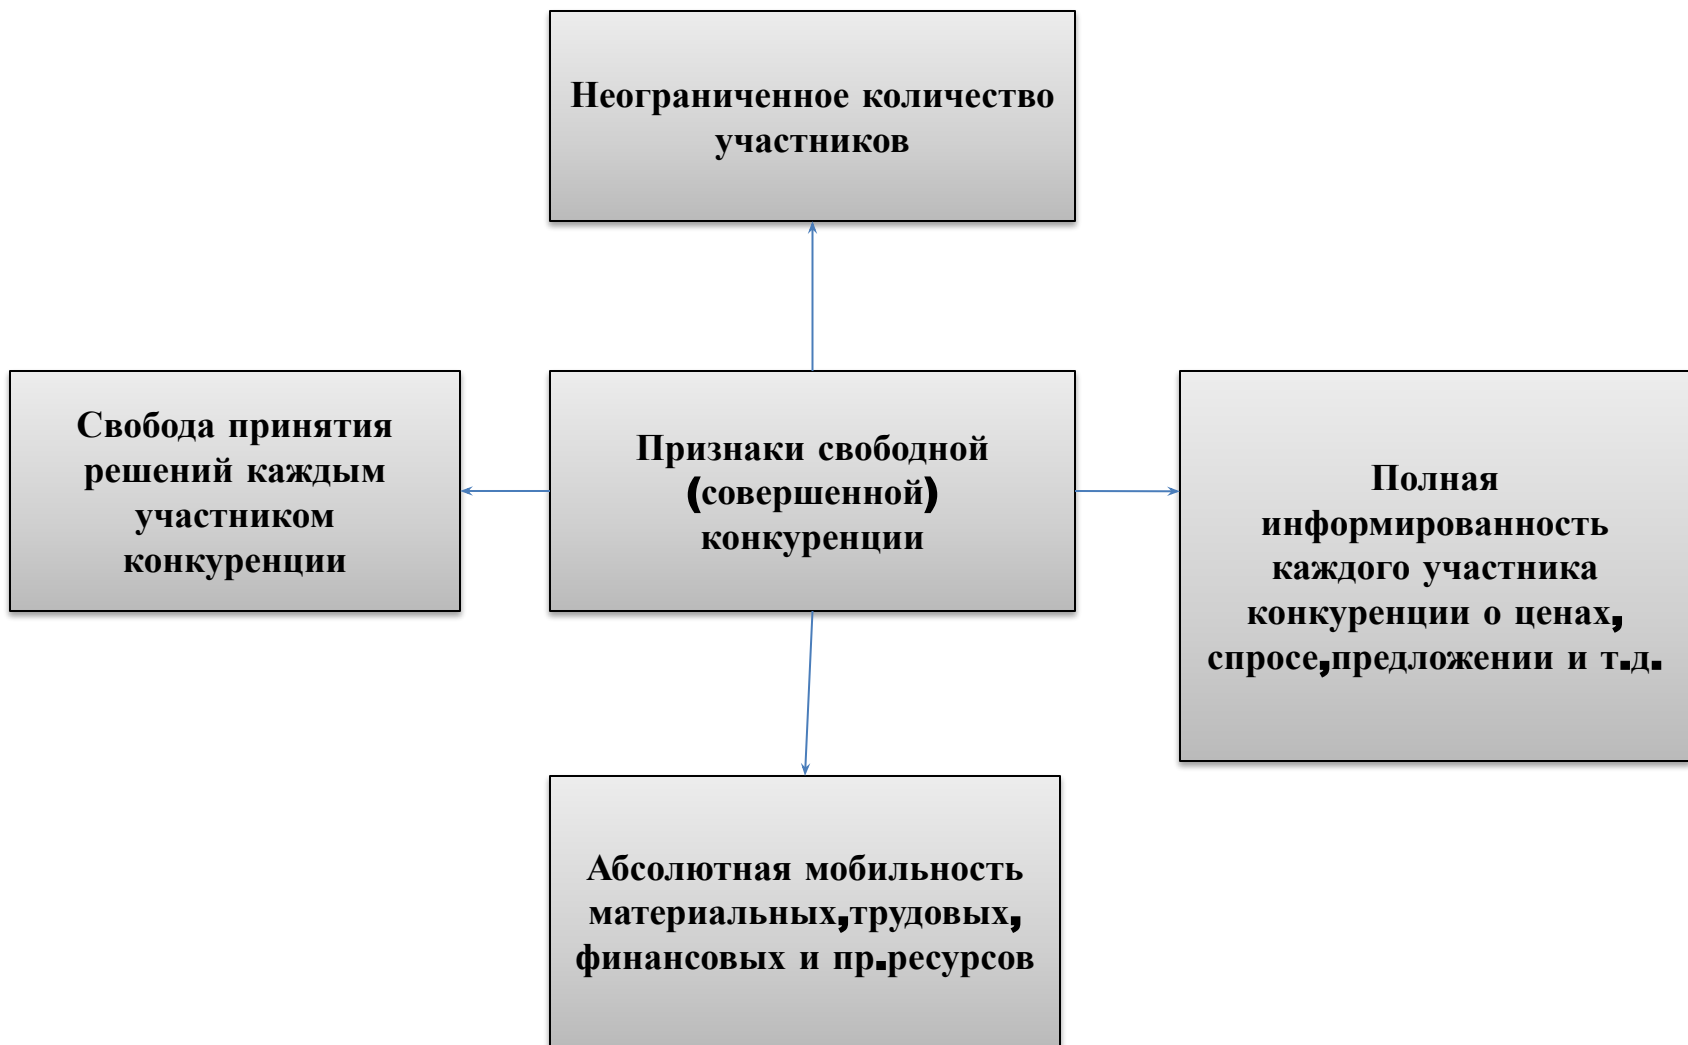 Неограниченное количество
участников
Свобода принятия
решений каждым
участником
конкуренции
Признаки свободной
(совершенной)
конкуренции
Полная
информированность
каждого участника
конкуренции о ценах,
спросе,предложении и т.д.
Абсолютная мобильность
материальных,трудовых,
финансовых и пр.ресурсов